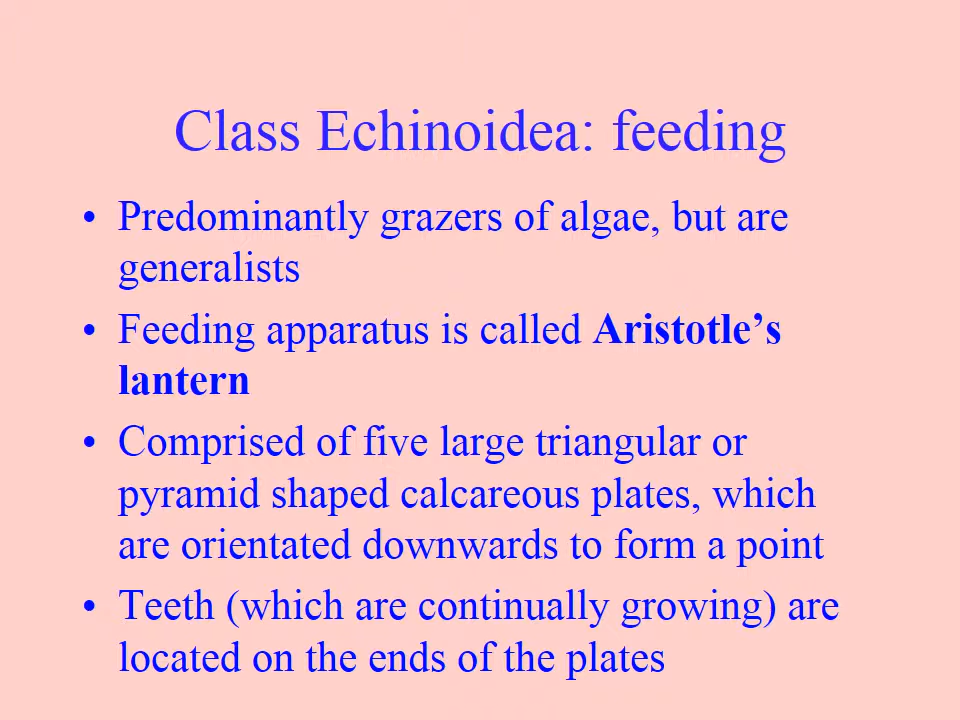 Class Echinoidea: feeding
• Predominantly grazers of algae, but are
generalists
• Feeding apparatus is called Aristotle’s
lantern
• Comprised of five large triangular or
pyramid shaped calcareous plates, which
are orientated downwards to form a point
• Teeth (which are continually growing) are
located on the ends of the plates